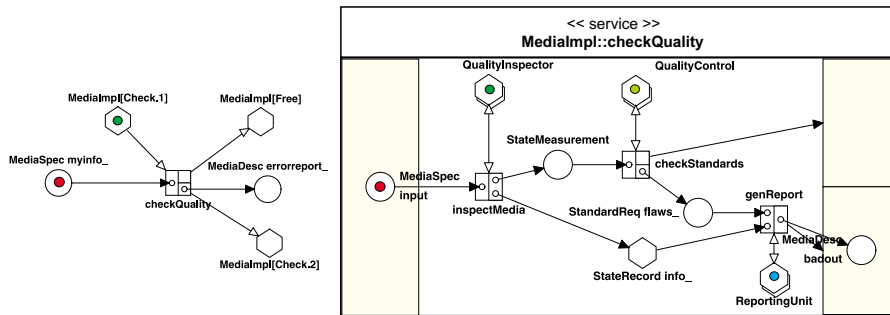 << service >>
MediaImpl::checkQuality
MediaImpl[Check.1]
MediaImpl[Free]
MediaSpec myinfo_
MediaDesc errorreport_
checkQuality
MediaImpl[Check.2]
QualityInspector
QualityControl
StateMeasurement
MediaSpec
input
checkStandards
inspectMedia
genReport
StandardReq flaws_
MediaDesc
badout
StateRecord info_
ReportingUnit